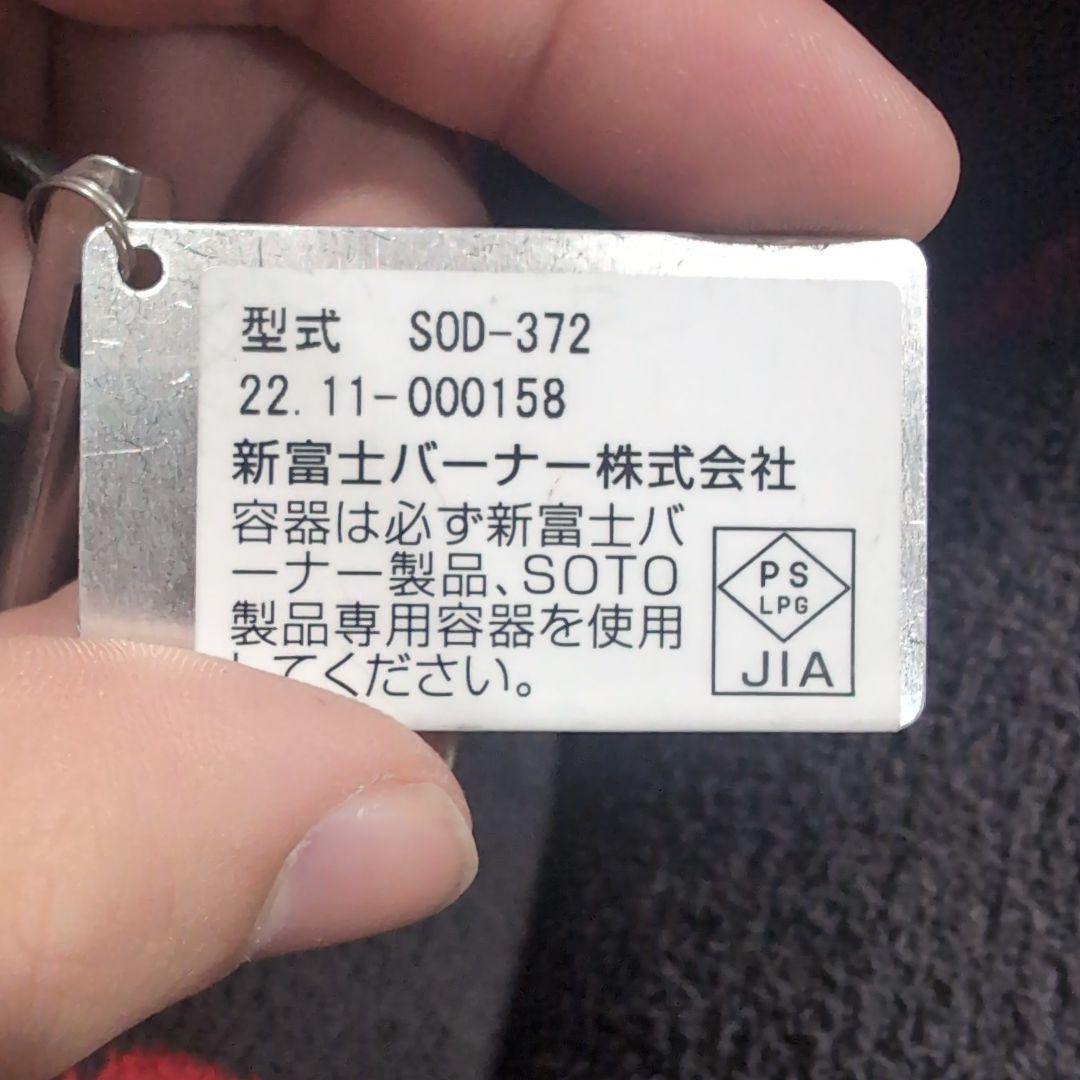 型式 SOD-372
22.11-000158
新富士バーナー株式会社
容器は必ず新富士バ
ーナー製品、SOTO
製品専用容器を使用
してください。
PS
LPG
JIA